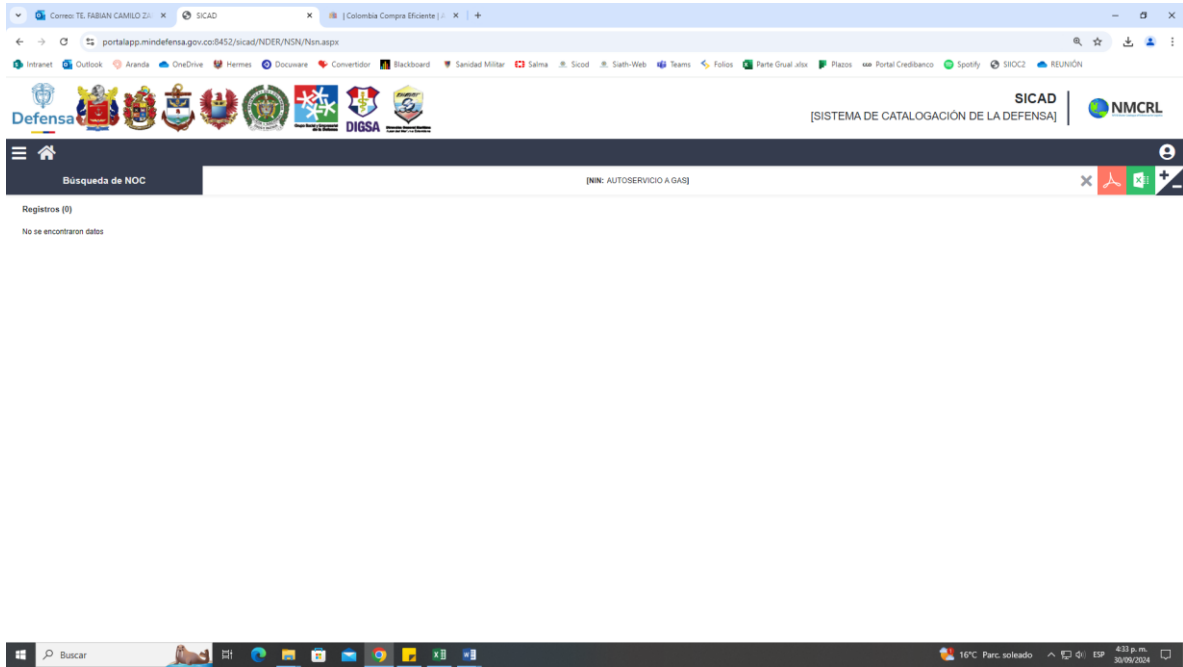 Correo: TE. FABIAN CAMILO ZA
SICAD
| Colombia Compra Eficiente | A
portalapp.mindefensa.gov.co:8452/sicad/NDER/NSN/Nsn.aspx
Intranet Outlook Aranda OneDrive Hermes Docuware Convertidor Blackboard Sanidad Militar Salma Sicod Siath-Web Teams Folios Parte Grual .xlsx Plazos Portal Credibanco Spotify SIIOC2 REUNIÓN
Defensa
DIGSA
SICAD
[SISTEMA DE CATALOGACIÓN DE LA DEFENSA]
NMCRL
Búsqueda de NOC
[NIN: AUTOSERVICIO A GAS]
Registros (0)
No se encontraron datos
Buscar
16°C Parc. soleado
ESP
4:33 p. m.
30/09/2024